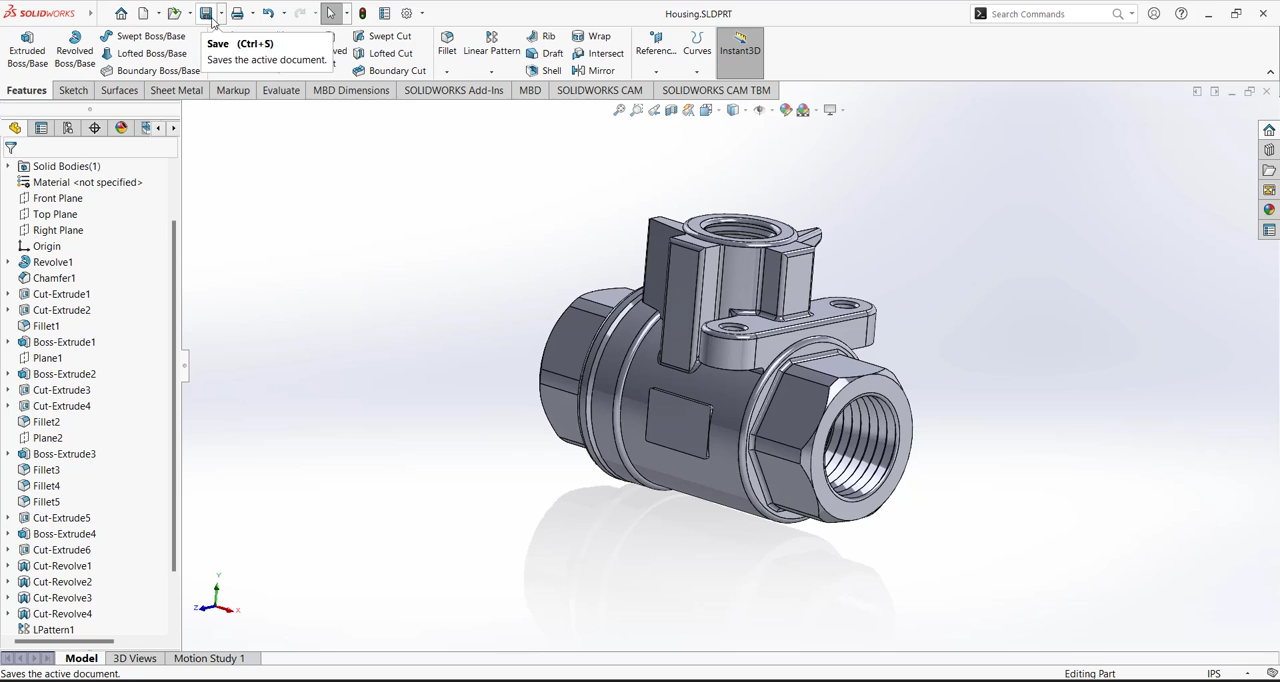 SOLIDWORKS
Housing.SLDPRT
Search Commands
Extruded
Boss/Base
Revolved
Boss/Base
Swept Boss/Base
Lofted Boss/Base
Boundary Boss/Base
Save (Ctrl+S)
Saves the active document.
Swept Cut
Lofted Cut
Boundary Cut
Fillet
Linear Pattern
Rib
Draft
Shell
Wrap
Intersect
Mirror
Referenc...
Curves
Instant3D
Features
Sketch
Surfaces
Sheet Metal
Markup
Evaluate
MBD Dimensions
SOLIDWORKS Add-Ins
MBD
SOLIDWORKS CAM
SOLIDWORKS CAM TBM
Solid Bodies(1)
Material <not specified>
Front Plane
Top Plane
Right Plane
Origin
Revolve1
Chamfer1
Cut-Extrude1
Cut-Extrude2
Fillet1
Boss-Extrude1
Plane1
Boss-Extrude2
Cut-Extrude3
Cut-Extrude4
Fillet2
Plane2
Boss-Extrude3
Fillet3
Fillet4
Fillet5
Cut-Extrude5
Boss-Extrude4
Cut-Extrude6
Cut-Revolve1
Cut-Revolve2
Cut-Revolve3
Cut-Revolve4
LPattern1
Y
Z
X
Model
3D Views
Motion Study 1
Saves the active document.
Editing Part
IPS